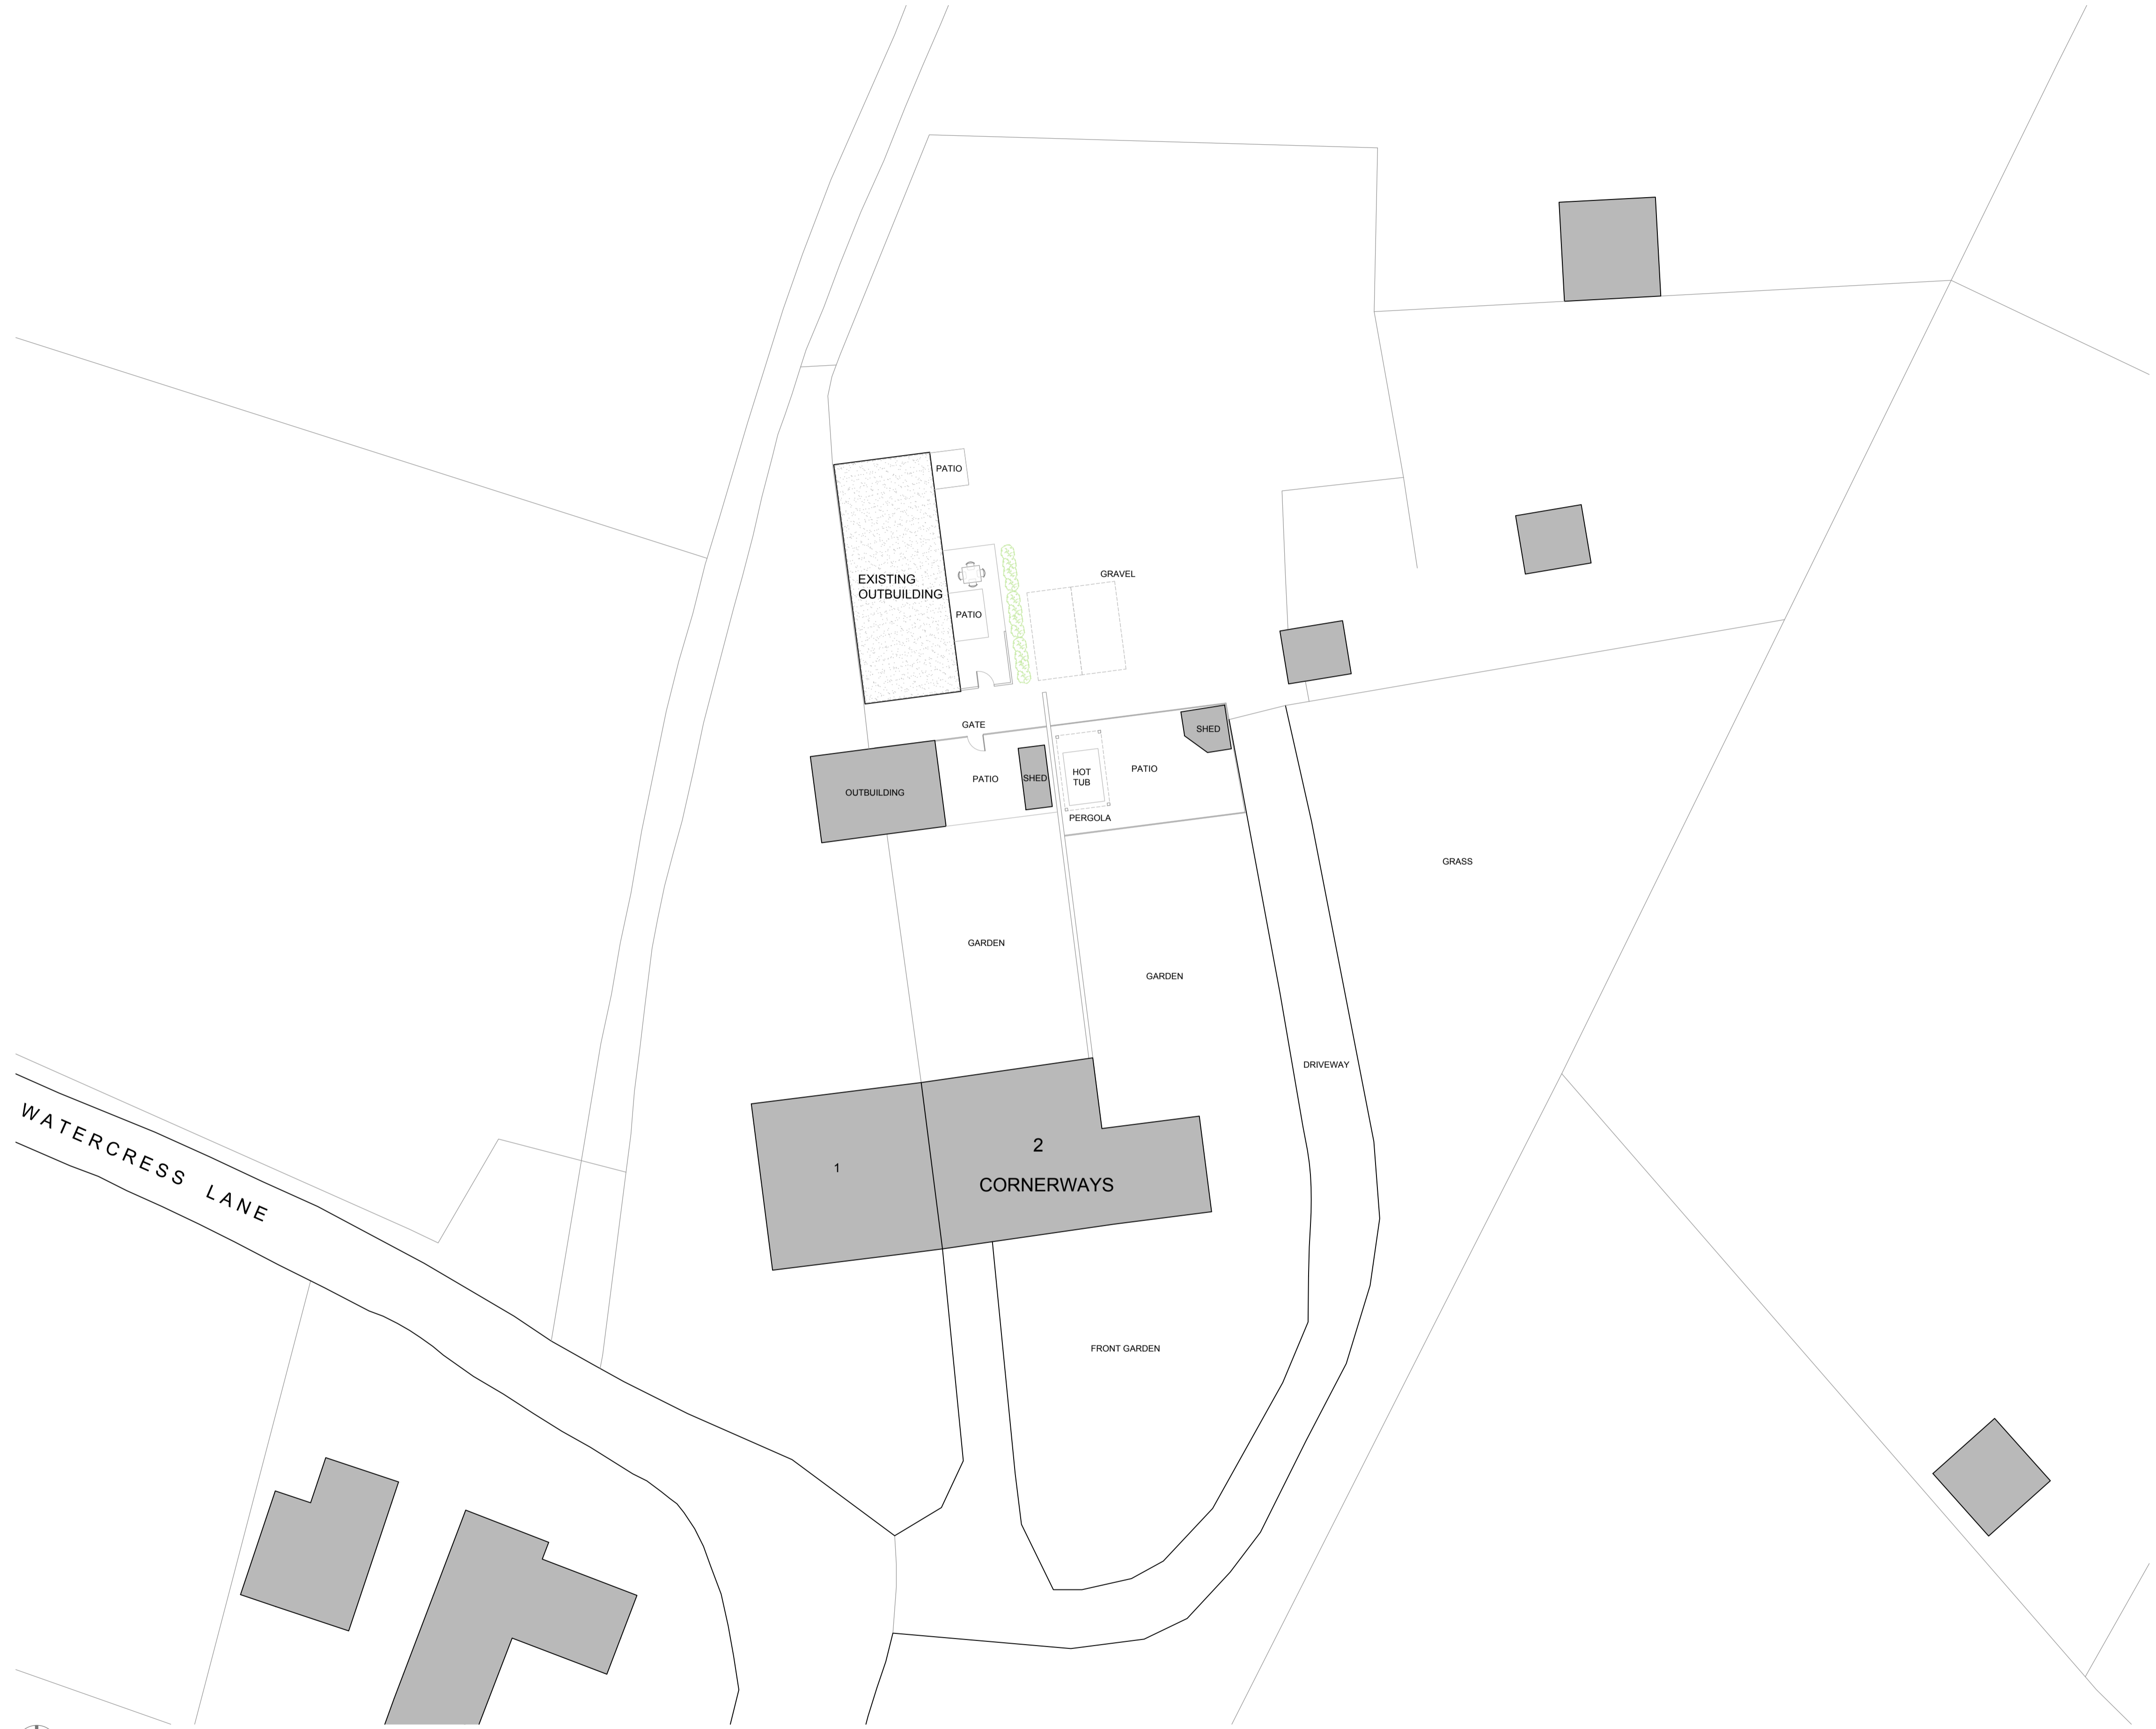 PATIO
GRAVEL
EXISTING
OUTBUILDING
PATIO
GATE
SHED
HOT
TUB
PATIO
PATIO
SHED
OUTBUILDING
PERGOLA
GRASS
GARDEN
GARDEN
DRIVEWAY
WATERCRESS LANE
1
2
CORNERWAYS
FRONT GARDEN